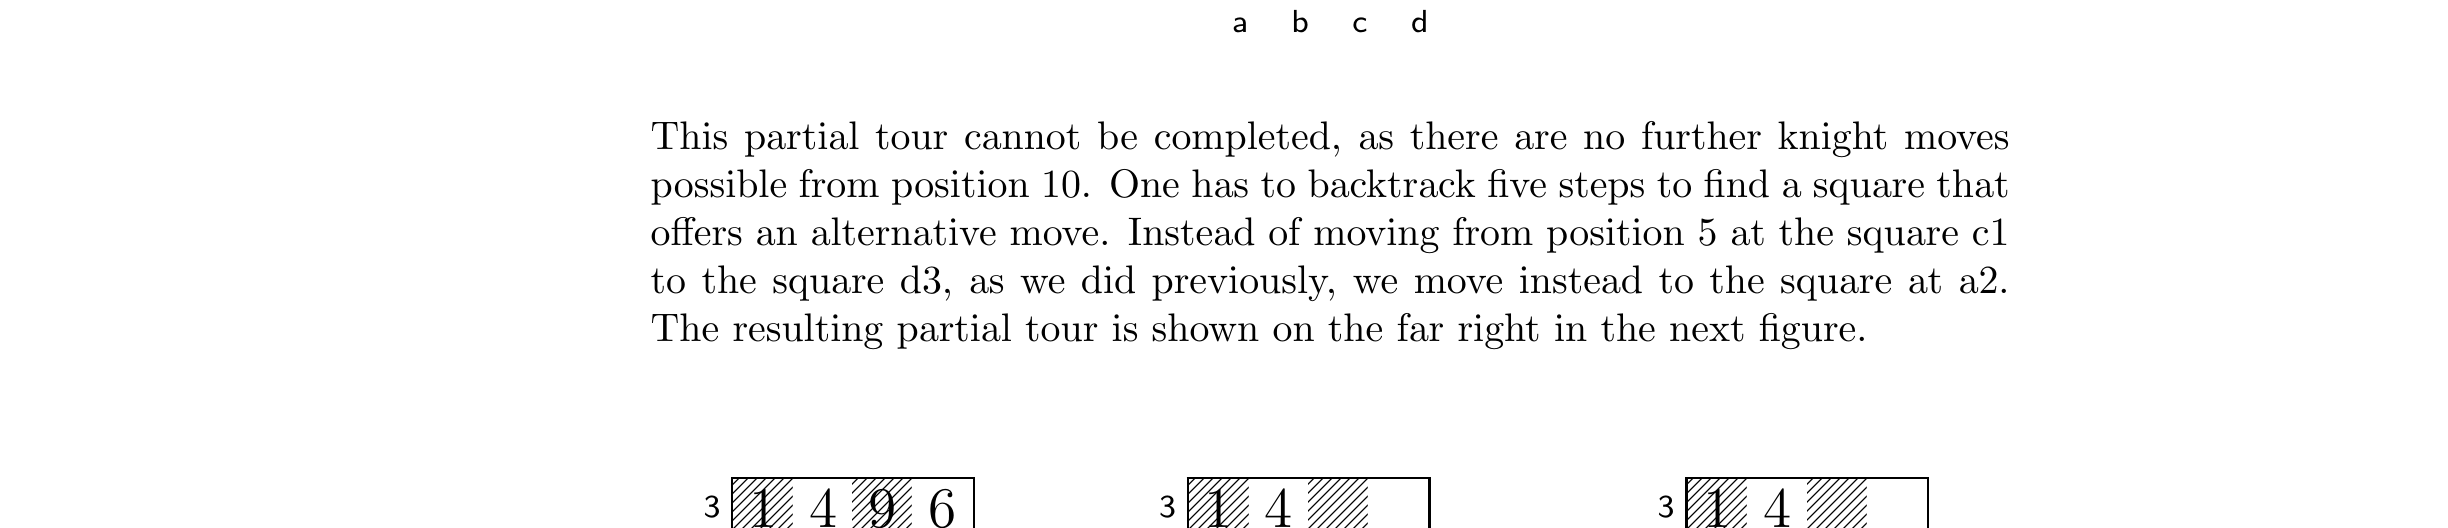 a b c d
This partial tour cannot be completed, as there are no further knight moves
possible from position 10. One has to backtrack five steps to find a square that
offers an alternative move. Instead of moving from position 5 at the square c1
to the square d3, as we did previously, we move instead to the square at a2.
The resulting partial tour is shown on the far right in the next figure.
3 1 4 9 6 3 1 4 3 1 4